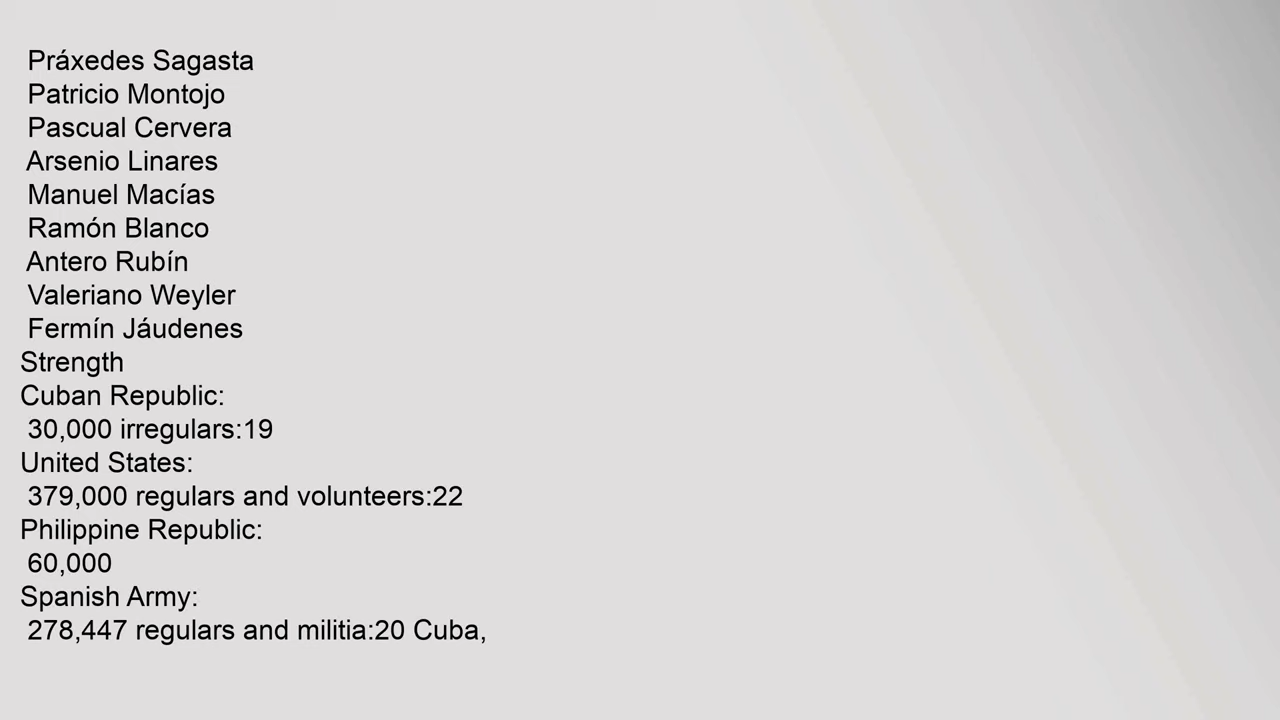 Práxedes Sagasta
Patricio Montojo
Pascual Cervera
Arsenio Linares
Manuel Macías
Ramón Blanco
Antero Rubín
Valeriano Weyler
Fermín Jáudenes
Strength
Cuban Republic:
30,000 irregulars:19
United States:
379,000 regulars and volunteers:22
Philippine Republic:
60,000
Spanish Army:
278,447 regulars and militia:20 Cuba,